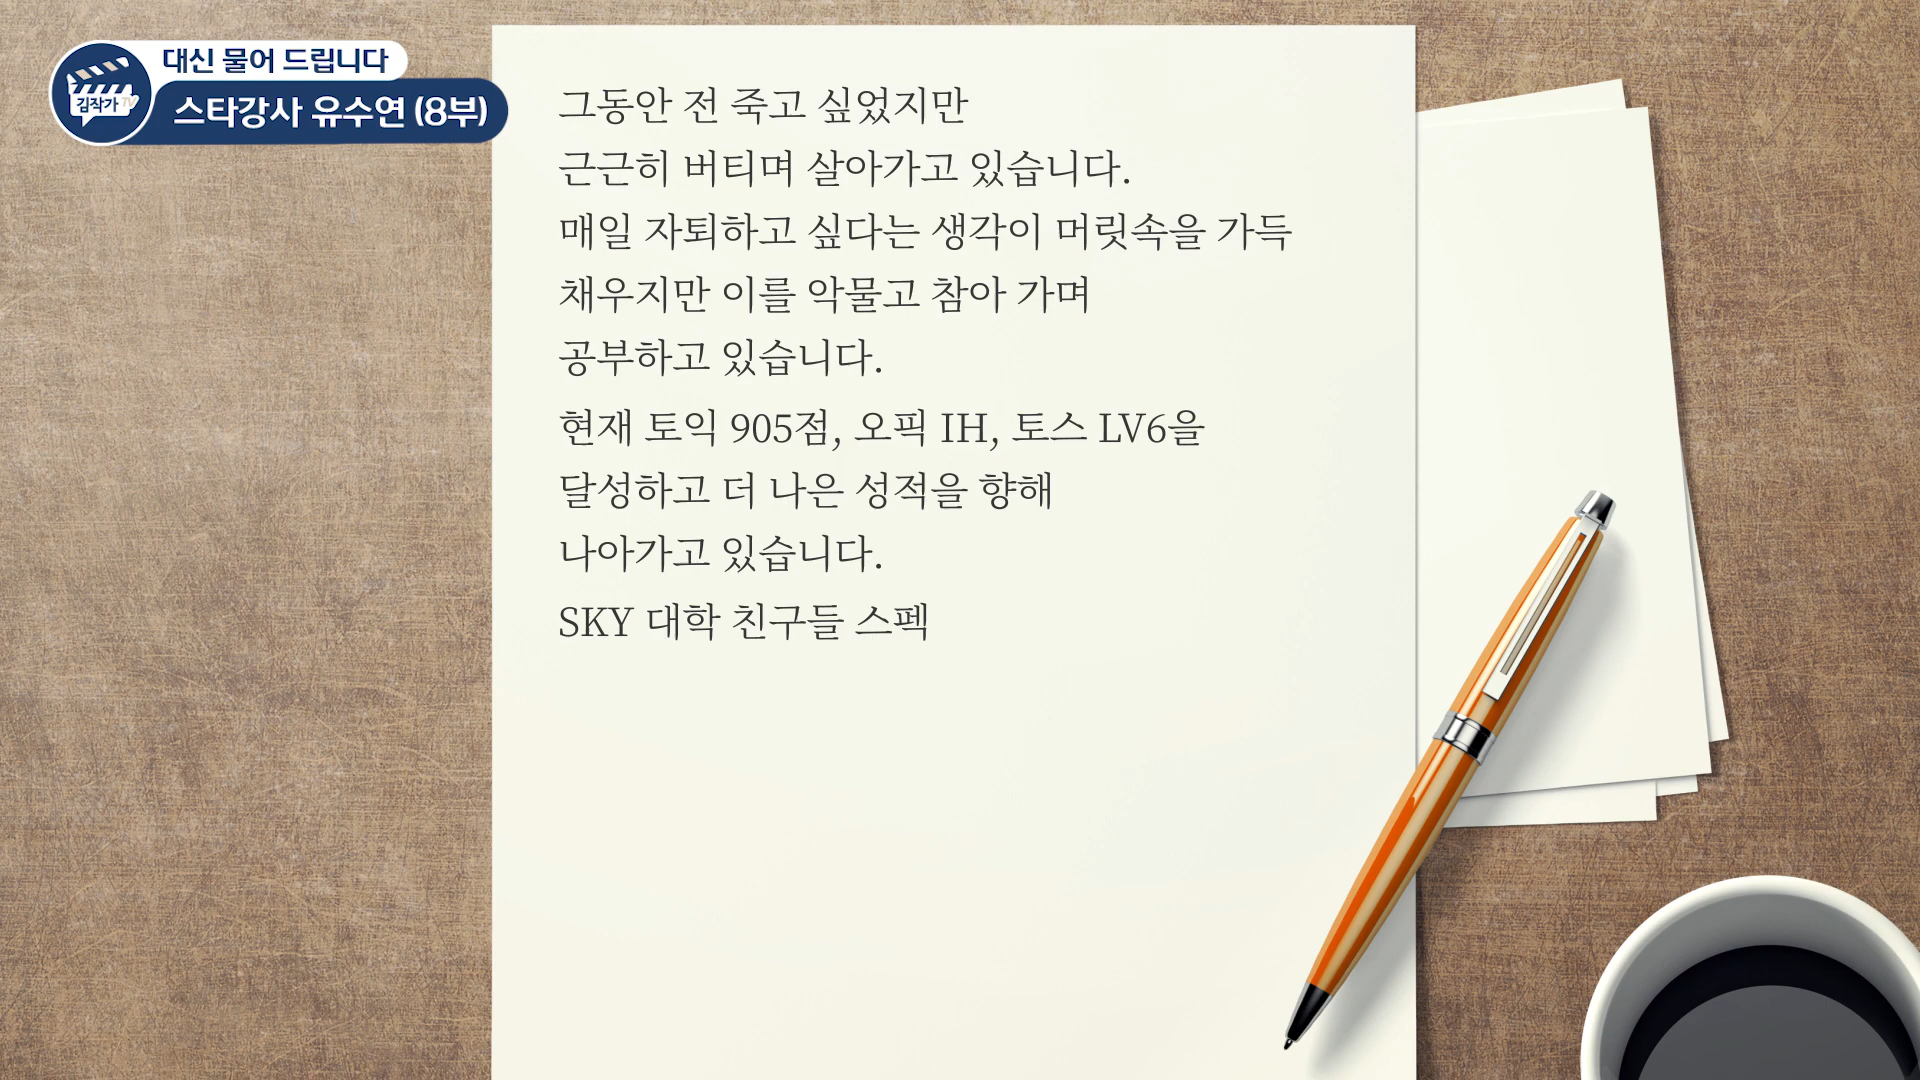 대신 물어 드립니다
김작가 TV
스타강사 유수연 (8부)
그동안 전 죽고 싶었지만
근근히 버티며 살아가고 있습니다.
매일 자퇴하고 싶다는 생각이 머릿속을 가득
채우지만 이를 악물고 참아 가며
공부하고 있습니다.
현재 토익 905점, 오픽 IH, 토스 LV6을
달성하고 더 나은 성적을 향해
나아가고 있습니다.
SKY 대학 친구들 스펙